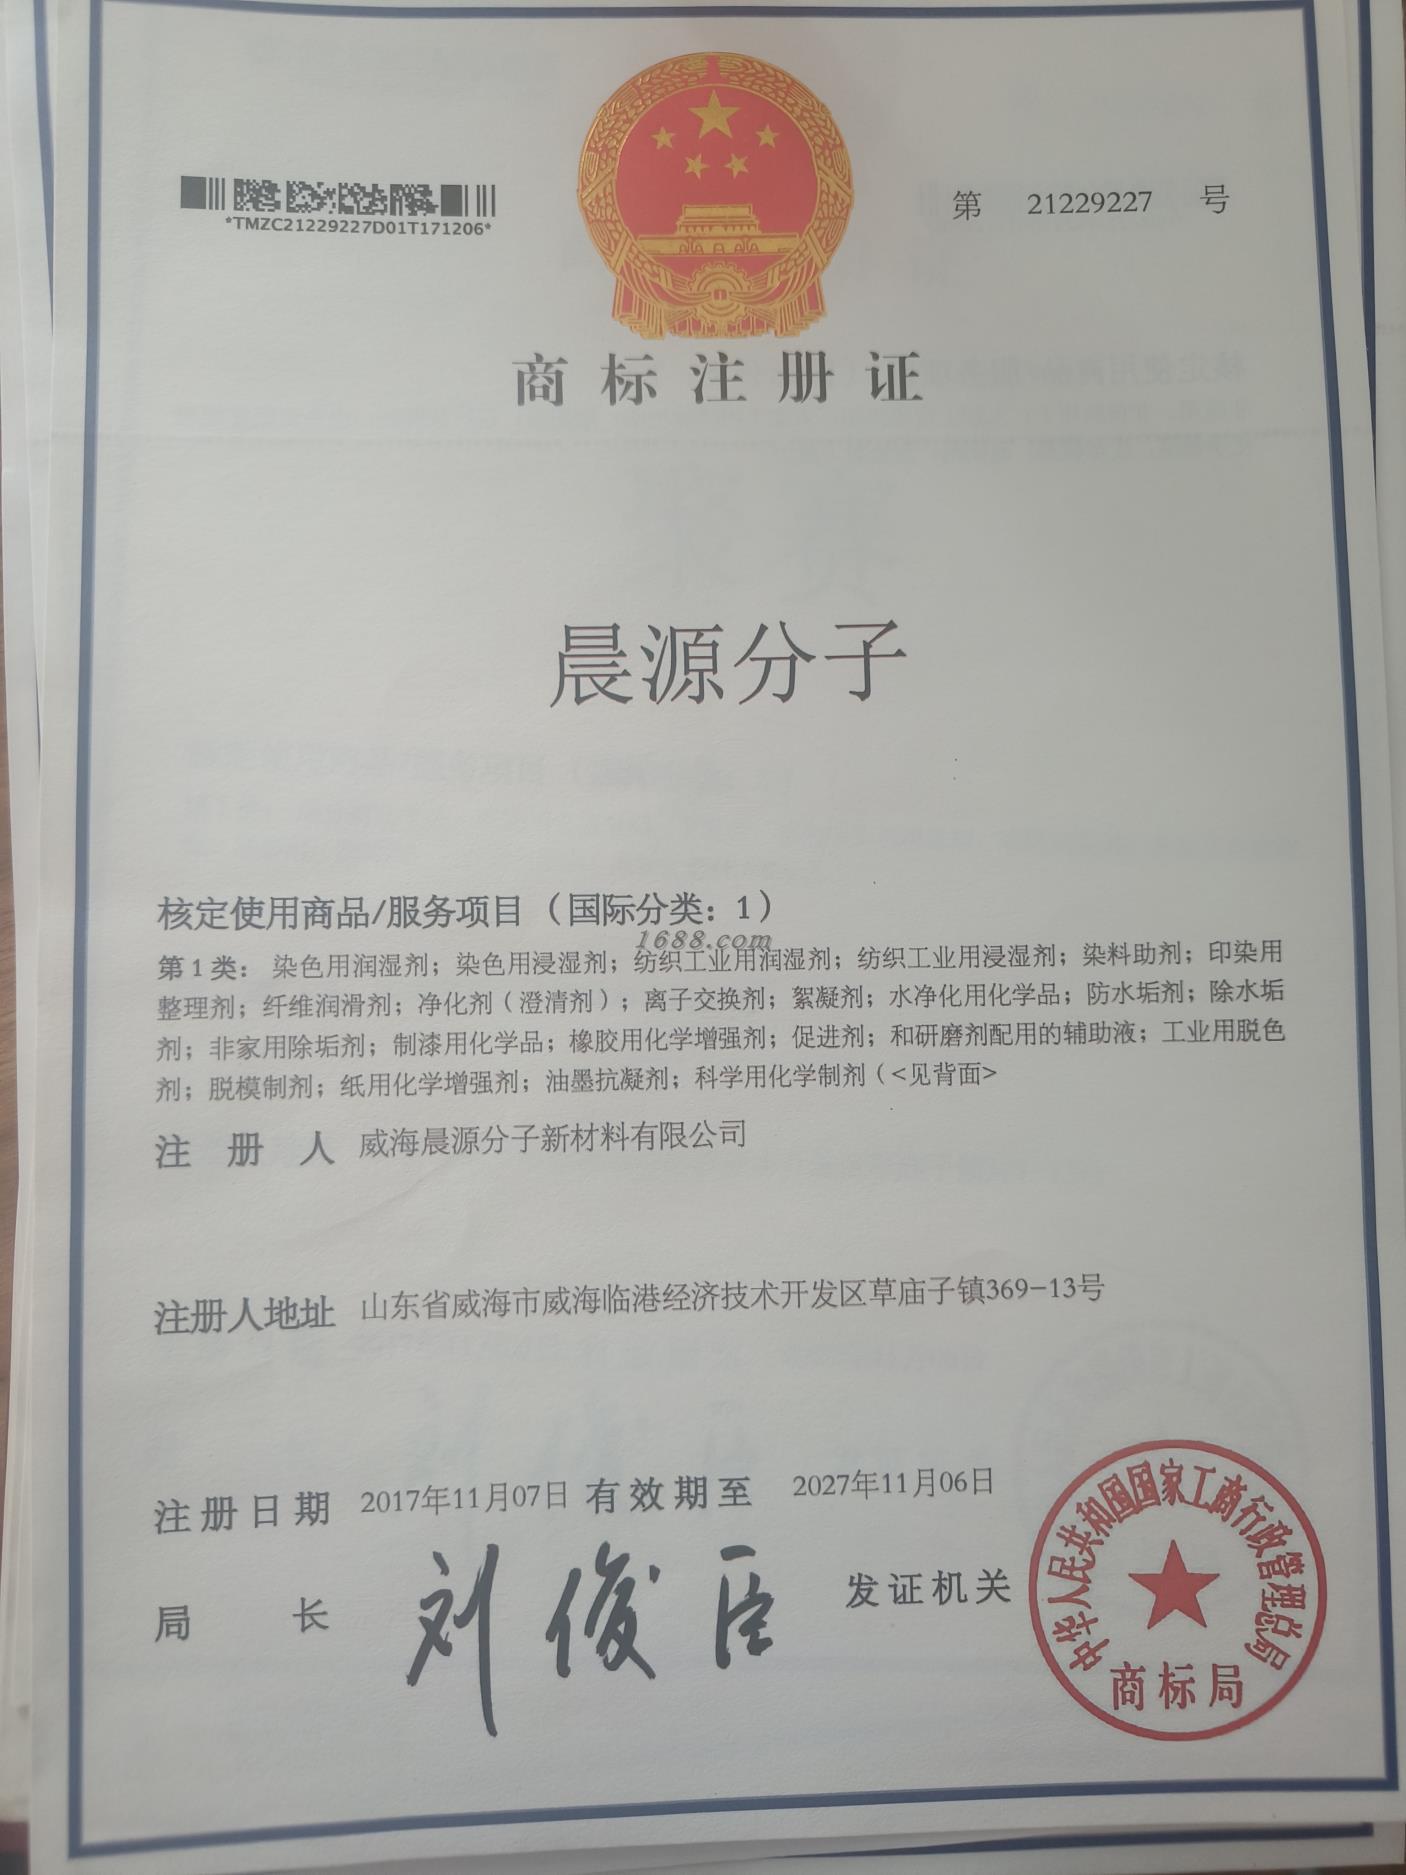 *TMZC21229227D01T171206*
第 21229227 号
商标注册证
晨源分子
核定使用商品/服务项目（国际分类：1）
1688.com
第1类：染色用润湿剂；染色用浸湿剂；纺织工业用润湿剂；纺织工业用浸湿剂；染料助剂；印染用
整理剂；纤维润滑剂；净化剂（澄清剂）；离子交换剂；絮凝剂；水净化用化学品；防水垢剂；除水垢
剂；非家用除垢剂；制漆用化学品；橡胶用化学增强剂；促进剂；和研磨剂配用的辅助液；工业用脱色
剂；脱模制剂；纸用化学增强剂；油墨抗凝剂；科学用化学制剂（<见背面>
注册人 威海晨源分子新材料有限公司
注册人地址 山东省威海市威海临港经济技术开发区草庙子镇369-13号
注册日期 2017年11月07日 有效期至 2027年11月06日
局长 刘俊臣 发证机关
中华人民共和国国家工商行政管理总局
商标局